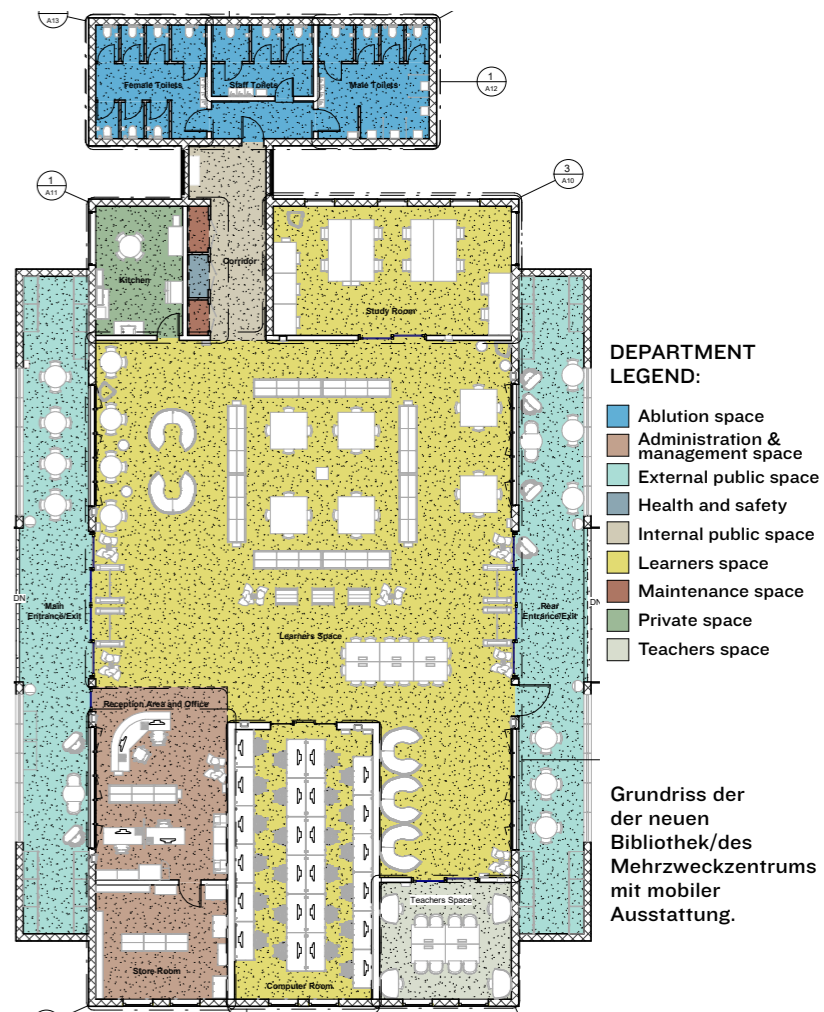 A13
Female Toilets
Staff Toilets
Male Toilets
1
A12
1
A11
3
A10
Kitchen
Corridor
Study Room
DN
Main
Entrance/Exit
Learners Space
Rear
Entrance/Exit
DN
Reception Area and Office
Store Room
Computer Room
Teachers Space
DEPARTMENT
LEGEND:
Ablution space
Administration &
management space
External public space
Health and safety
Internal public space
Learners space
Maintenance space
Private space
Teachers space
Grundriss der
der neuen
Bibliothek/des
Mehrzweckzentrums
mit mobiler
Ausstattung.